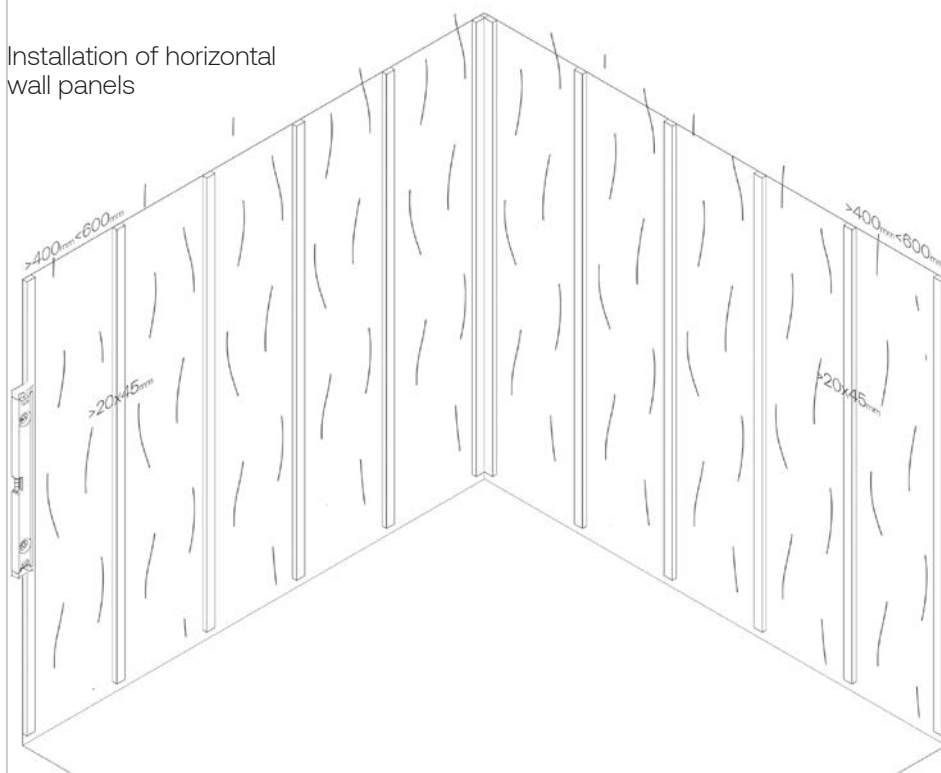 Installation of horizontal
wall panels
>400mm<600mm
>400mm<600mm
>20x45mm
>20x45mm